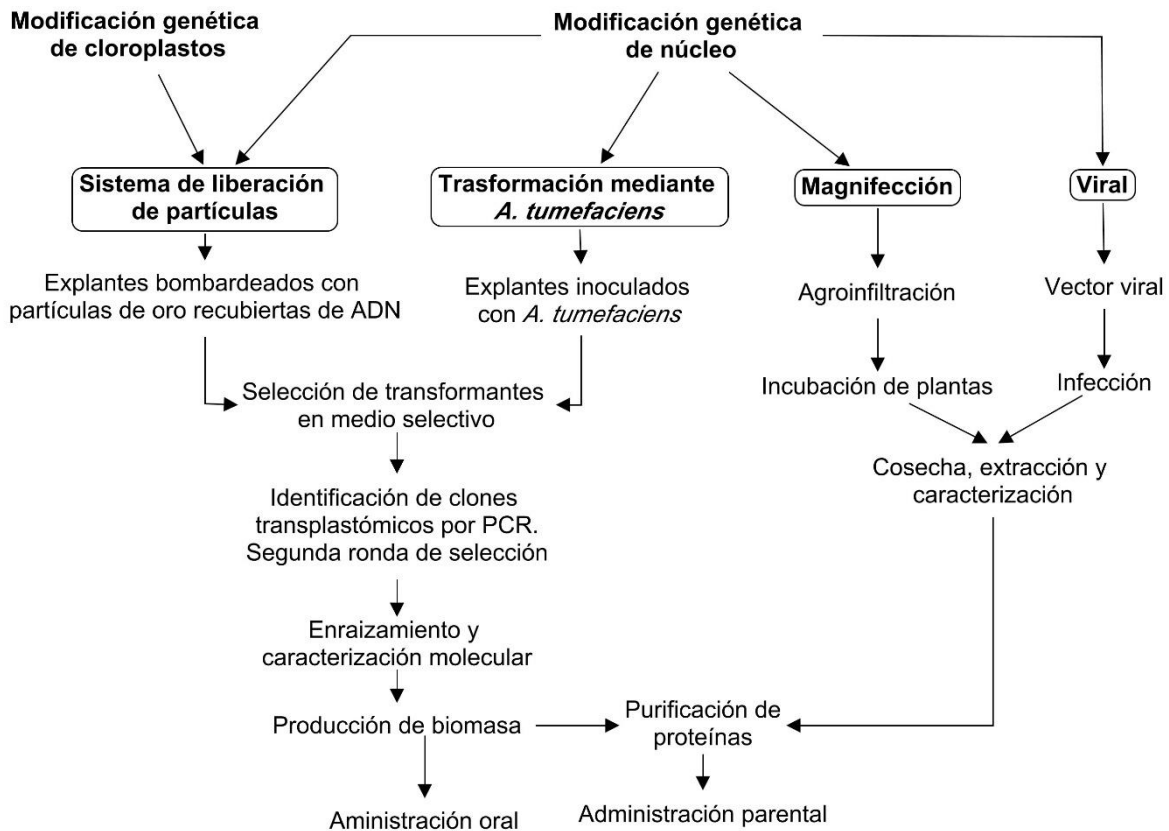 Modificación genética
de cloroplastos
Modificación genética
de núcleo
Sistema de liberación
de partículas
Trasformación mediante
A. tumefaciens
Magnifección
Viral
Explantes bombardeados con
partículas de oro recubiertas de ADN
Explantes inoculados
con A. tumefaciens
Agroinfiltración
Vector viral
Selección de transformantes
en medio selectivo
Incubación de plantas
Infección
Cosecha, extracción y
caracterización
Identificación de clones
transplastómicos por PCR.
Segunda ronda de selección
Enraizamiento y
caracterización molecular
Producción de biomasa
Purificación de
proteínas
Aministración oral
Administración parental